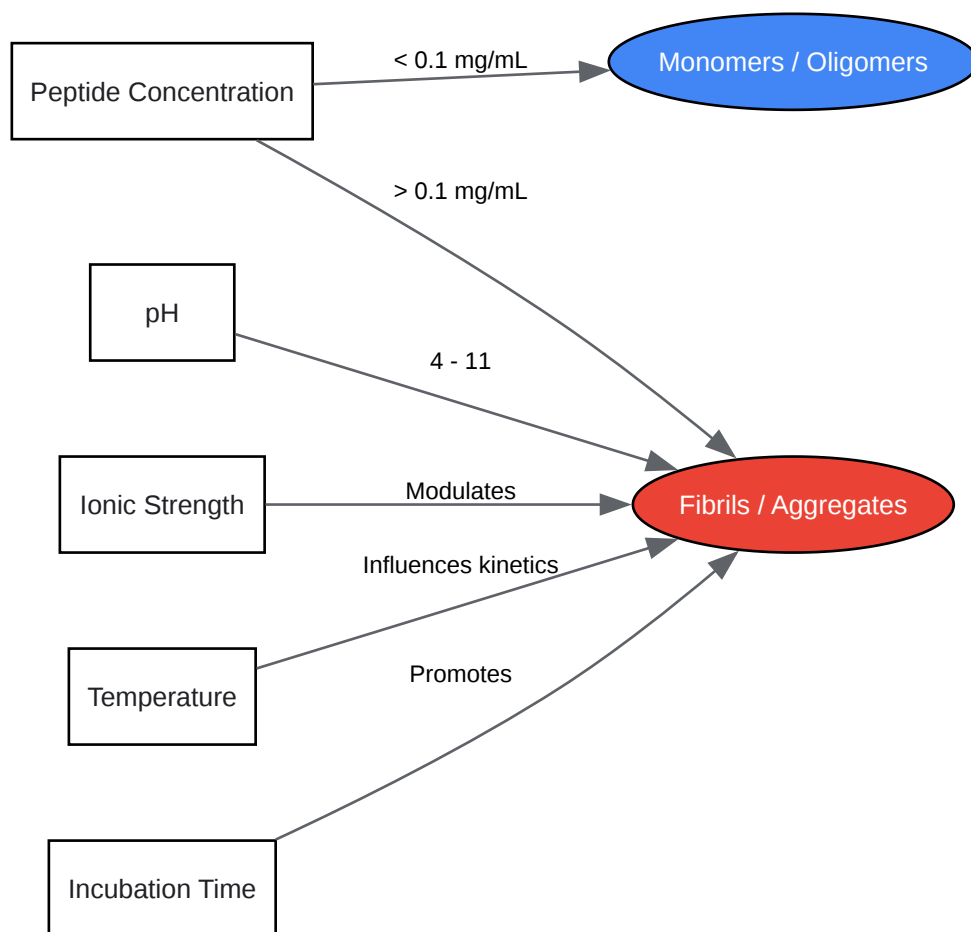 Peptide Concentration
< 0.1 mg/mL
Monomers / Oligomers
> 0.1 mg/mL
pH
4 - 11
Ionic Strength
Modulates
Fibrils / Aggregates
Influences kinetics
Temperature
Promotes
Incubation Time